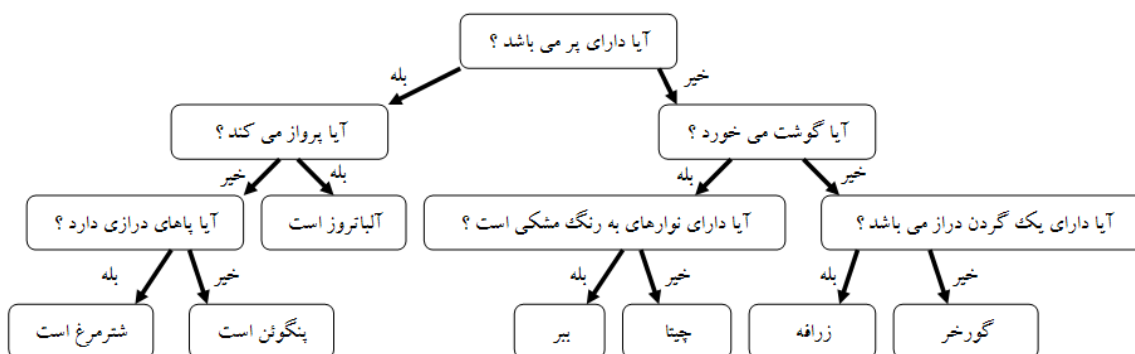 آیا دارای پر می باشد ؟
بله
خیر
آیا گوشت می خورد ؟
آیا پرواز می کند ؟
خیر
بله
بله
خیر
آیا دارای یک گردن دراز می باشد ؟
آیا دارای نوارهای به رنگ مشکی است ؟
آلباتروز است
آیا پاهای درازی دارد ؟
خیر
بله
خیر
بله
خیر
بله
گورخر
زرافه
چیتا
ببر
پنگوئن است
شترمرغ است